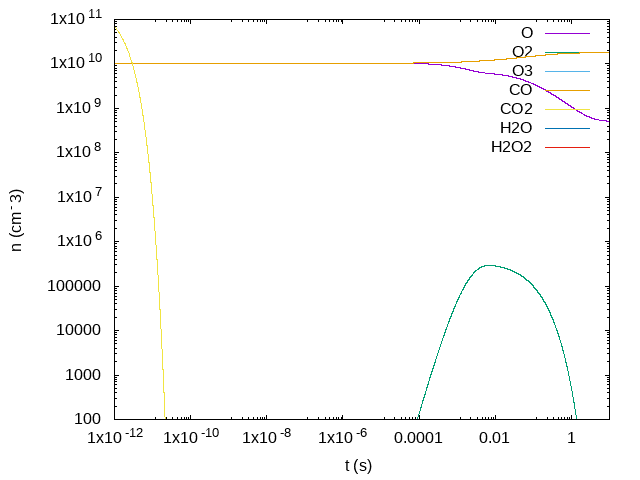 1x10^11
1x10^10
1x10^9
1x10^8
1x10^7
1x10^6
100000
10000
1000
100
n (cm^-3)
1x10^-12
1x10^-10
1x10^-8
1x10^-6
0.0001
0.01
1
t (s)
O
O2
O3
CO
CO2
H2O
H2O2